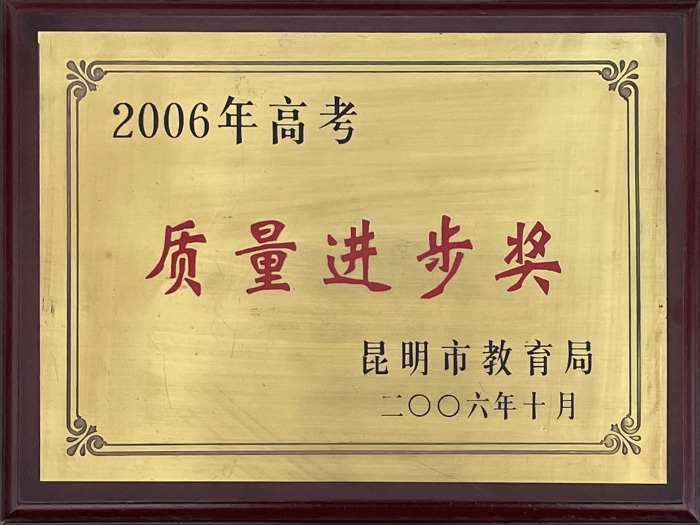 2006年高考
质量进步奖
昆明市教育局
二〇〇六年十月